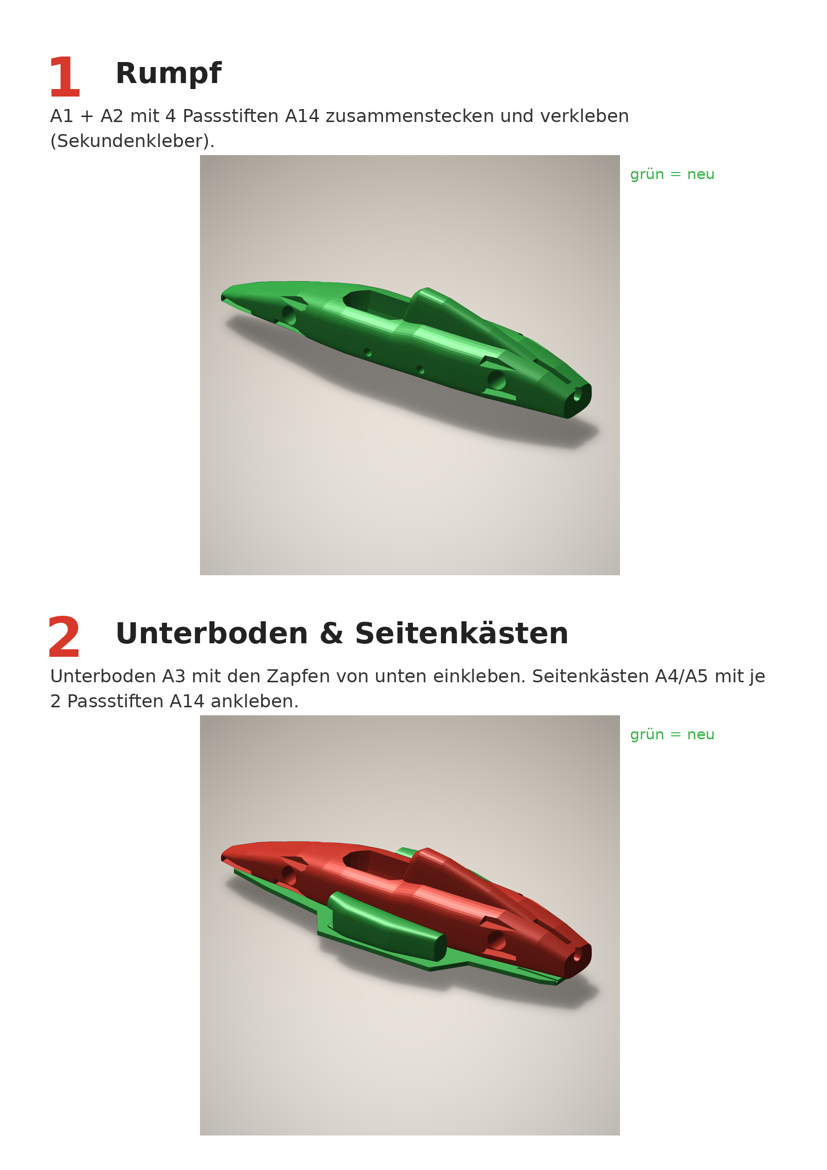 1 Rumpf
A1 + A2 mit 4 Passstiften A14 zusammenstecken und verkleben
(Sekundenkleber).
grün = neu
2 Unterboden & Seitenkästen
Unterboden A3 mit den Zapfen von unten einkleben. Seitenkästen A4/A5 mit je
2 Passstiften A14 ankleben.
grün = neu